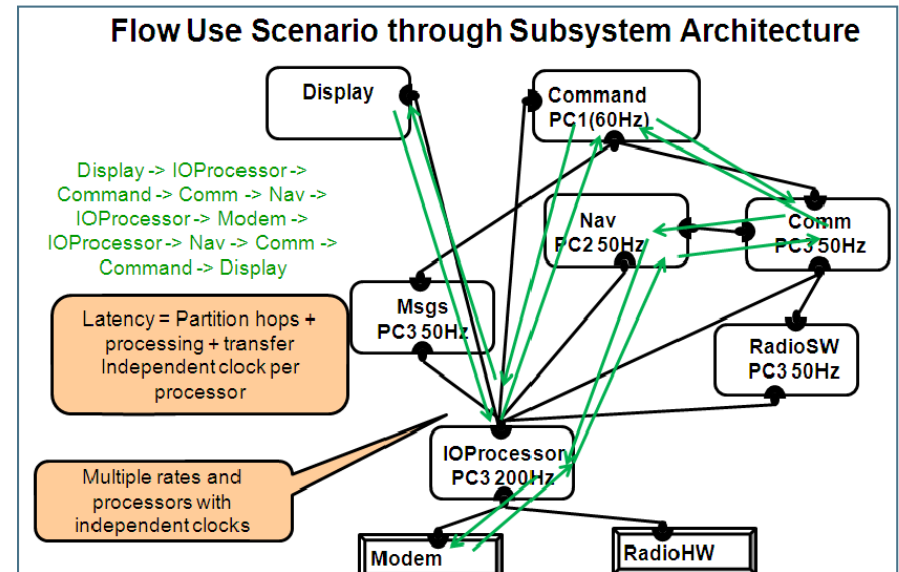 Flow Use Scenario through Subsystem Architecture
Display
Command
PC1(60Hz)
Display -> IOProcessor ->
Command -> Comm -> Nav ->
IOProcessor -> Modem ->
IOProcessor -> Nav -> Comm ->
Command -> Display
Nav
PC2 50Hz
Comm
PC3 50Hz
Latency = Partition hops +
processing + transfer
Independent clock per
processor
Msgs
PC3 50Hz
RadioSW
PC3 50Hz
IOProcessor
PC3 200Hz
Multiple rates and
processors with
independent clocks
Modem
RadioHW